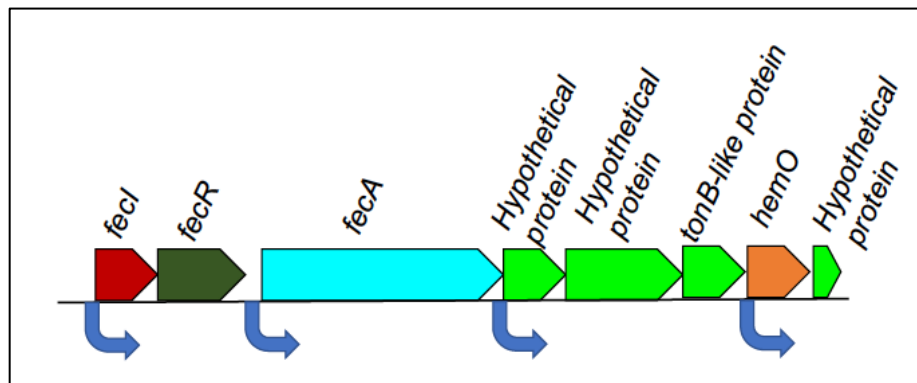 fecI
fecR
fecA
Hypothetical
protein
Hypothetical
protein
tonB-like protein
hemO
Hypothetical
protein